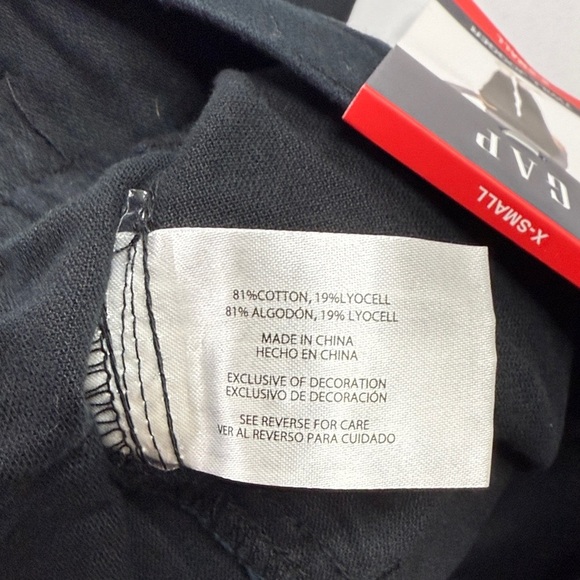 81%COTTON, 19%LYOCELL
81% ALGODÓN, 19% LYOCELL
MADE IN CHINA
HECHO EN CHINA
EXCLUSIVE OF DECORATION
EXCLUSIVO DE DECORACIÓN
SEE REVERSE FOR CARE
VER AL REVERSO PARA CUIDADO
GAP
X-SMALL